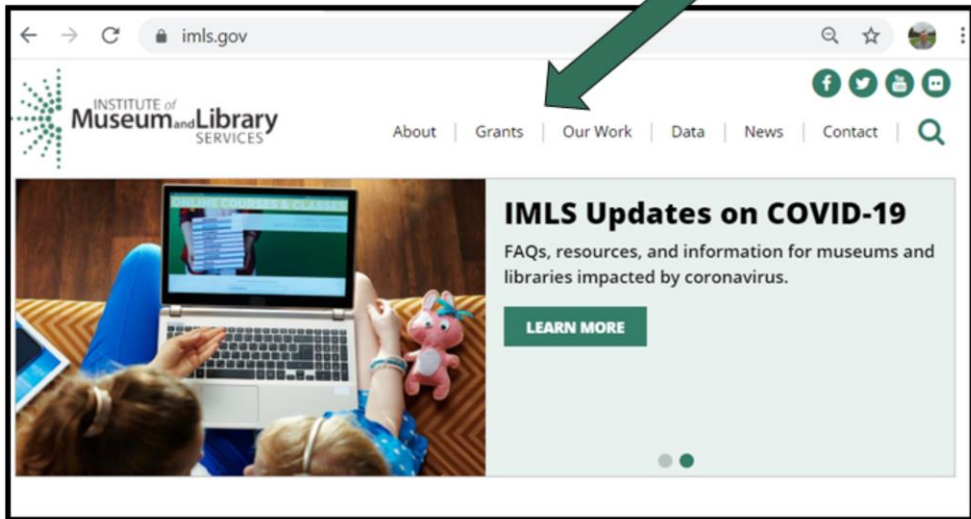 imls.gov
INSTITUTE of
Museum and Library
SERVICES
About | Grants | Our Work | Data | News | Contact
ONLINE COURSES & CLASSES
IMLS Updates on COVID-19
FAQs, resources, and information for museums and
libraries impacted by coronavirus.
LEARN MORE